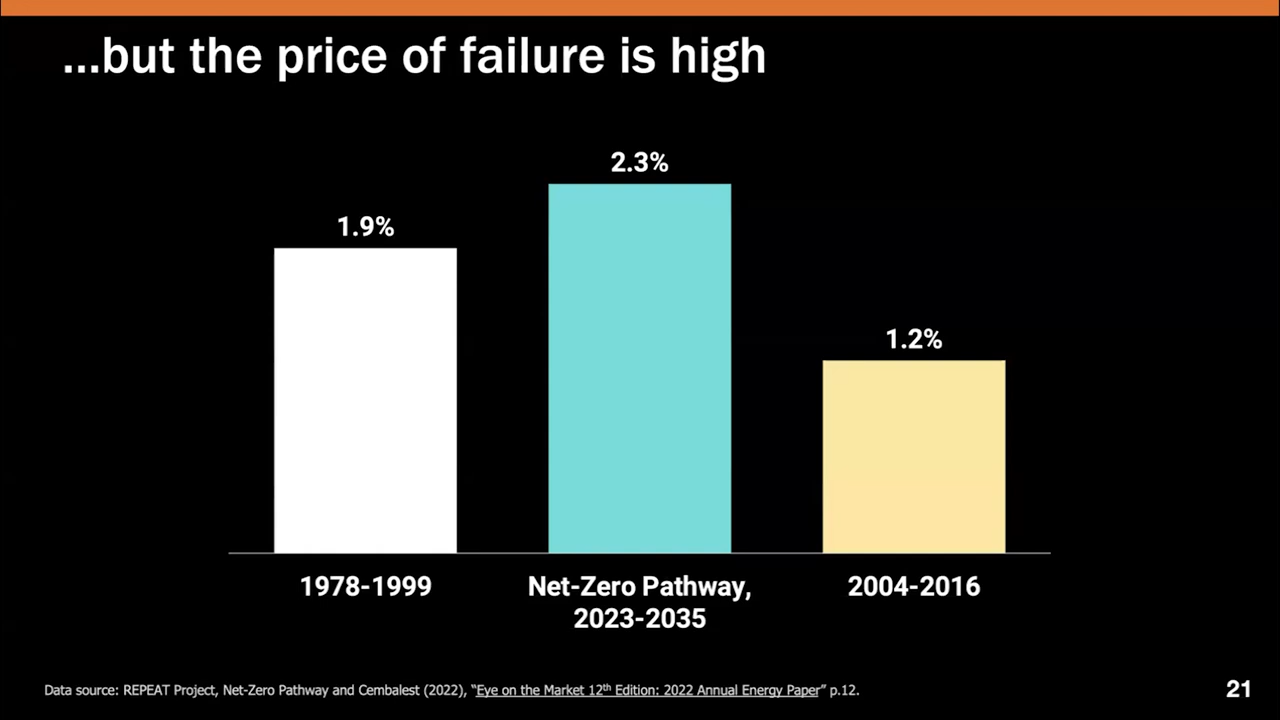 ...but the price of failure is high
2.3%
1.9%
1.2%
1978-1999
Net-Zero Pathway,
2023-2035
2004-2016
Data source: REPEAT Project, Net-Zero Pathway and Cembalest (2022), “Eye on the Market 12th Edition: 2022 Annual Energy Paper” p.12.
21